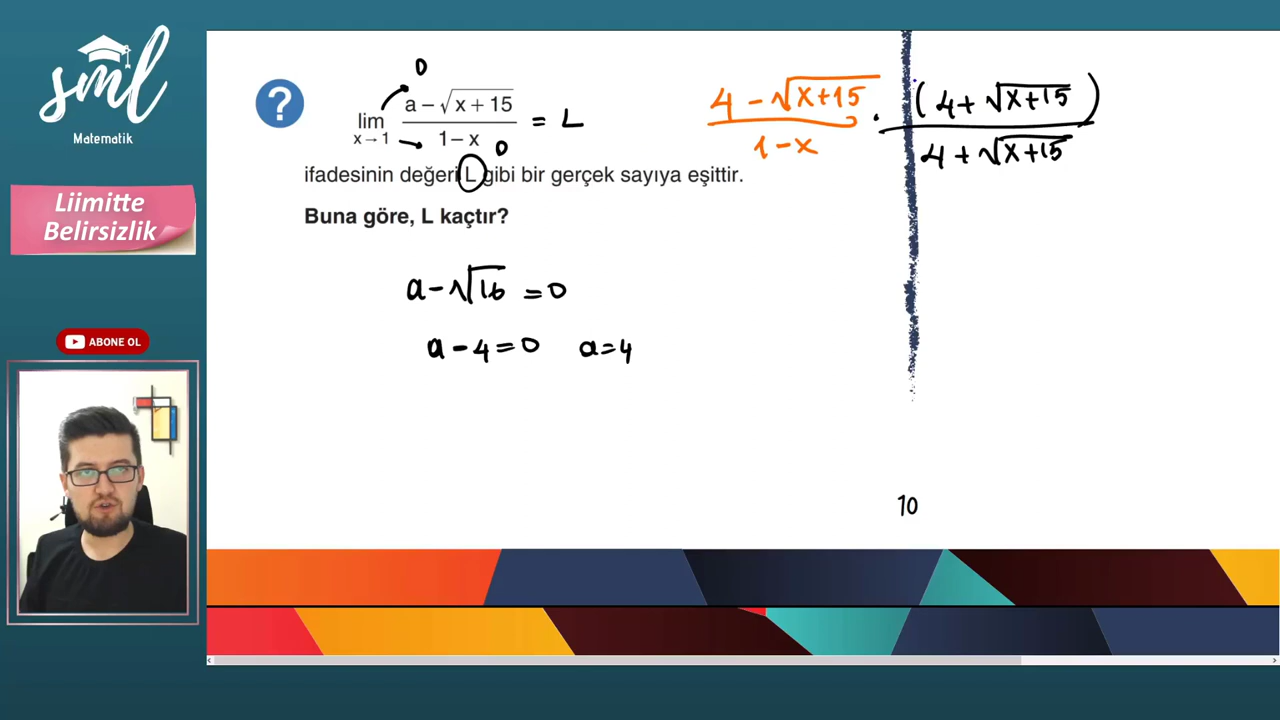 sml
Matematik
Liimitte
Belirsizlik
ABONE OL
?
lim x→1 (a − √(x + 15))/(1 − x) = L
0
0
ifadesinin değeri L gibi bir gerçek sayıya eşittir.
Buna göre, L kaçtır?
a − √16 = 0
a − 4 = 0 a = 4
(4 − √(x+15))/(1 − x) · (4 + √(x+15))/(4 + √(x+15))
10